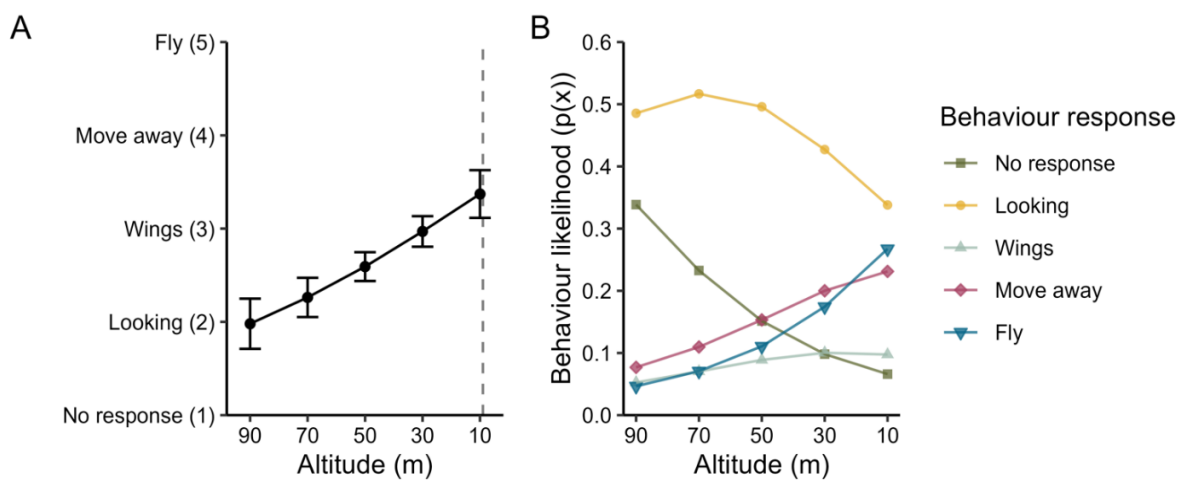 A
Fly (5)
Move away (4)
Wings (3)
Looking (2)
No response (1)
90 70 50 30 10
Altitude (m)
B
Behaviour likelihood (p(x))
0.6
0.5
0.4
0.3
0.2
0.1
0.0
90 70 50 30 10
Altitude (m)
Behaviour response
No response
Looking
Wings
Move away
Fly